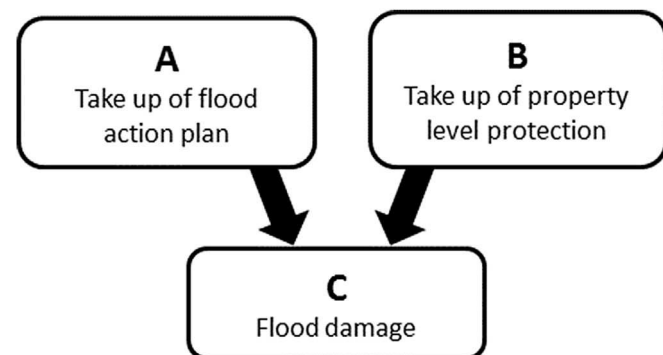 A
Take up of flood
action plan
B
Take up of property
level protection
C
Flood damage